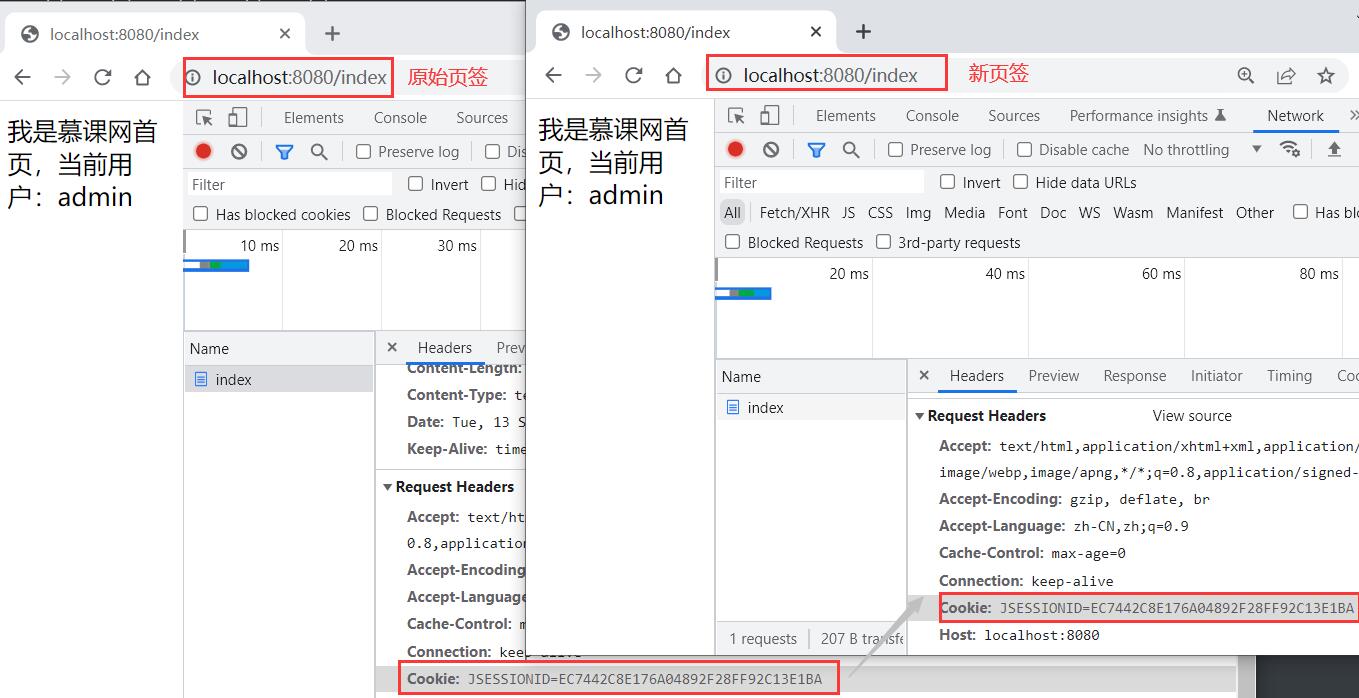 localhost:8080/index
localhost:8080/index
原始页签
我是慕课网首
页，当前用
户：admin
Elements Console Sources
Preserve log Dis
Filter Invert Hid
Has blocked cookies Blocked Requests
10 ms 20 ms 30 ms
Name
index
Headers Prev
Content-Length:
Content-Type: te
Date: Tue, 13 S
Keep-Alive: time
Request Headers
Accept: text/ht
0.8,application
Accept-Encoding
Accept-Language
Cache-Control: m
Connection: keep-alive
Cookie: JSESSIONID=EC7442C8E176A04892F28FF92C13E1BA
localhost:8080/index
localhost:8080/index
新页签
我是慕课网首
页，当前用
户：admin
Elements Console Sources Performance insights Network
Preserve log Disable cache No throttling
Filter Invert Hide data URLs
All Fetch/XHR JS CSS Img Media Font Doc WS Wasm Manifest Other Has blo
Blocked Requests 3rd-party requests
20 ms 40 ms 60 ms 80 ms
Name
index
1 requests 207 B transfe
Headers Preview Response Initiator Timing Coo
Request Headers View source
Accept: text/html,application/xhtml+xml,application/
image/webp,image/apng,*/*;q=0.8,application/signed-
Accept-Encoding: gzip, deflate, br
Accept-Language: zh-CN,zh;q=0.9
Cache-Control: max-age=0
Connection: keep-alive
Cookie: JSESSIONID=EC7442C8E176A04892F28FF92C13E1BA
Host: localhost:8080